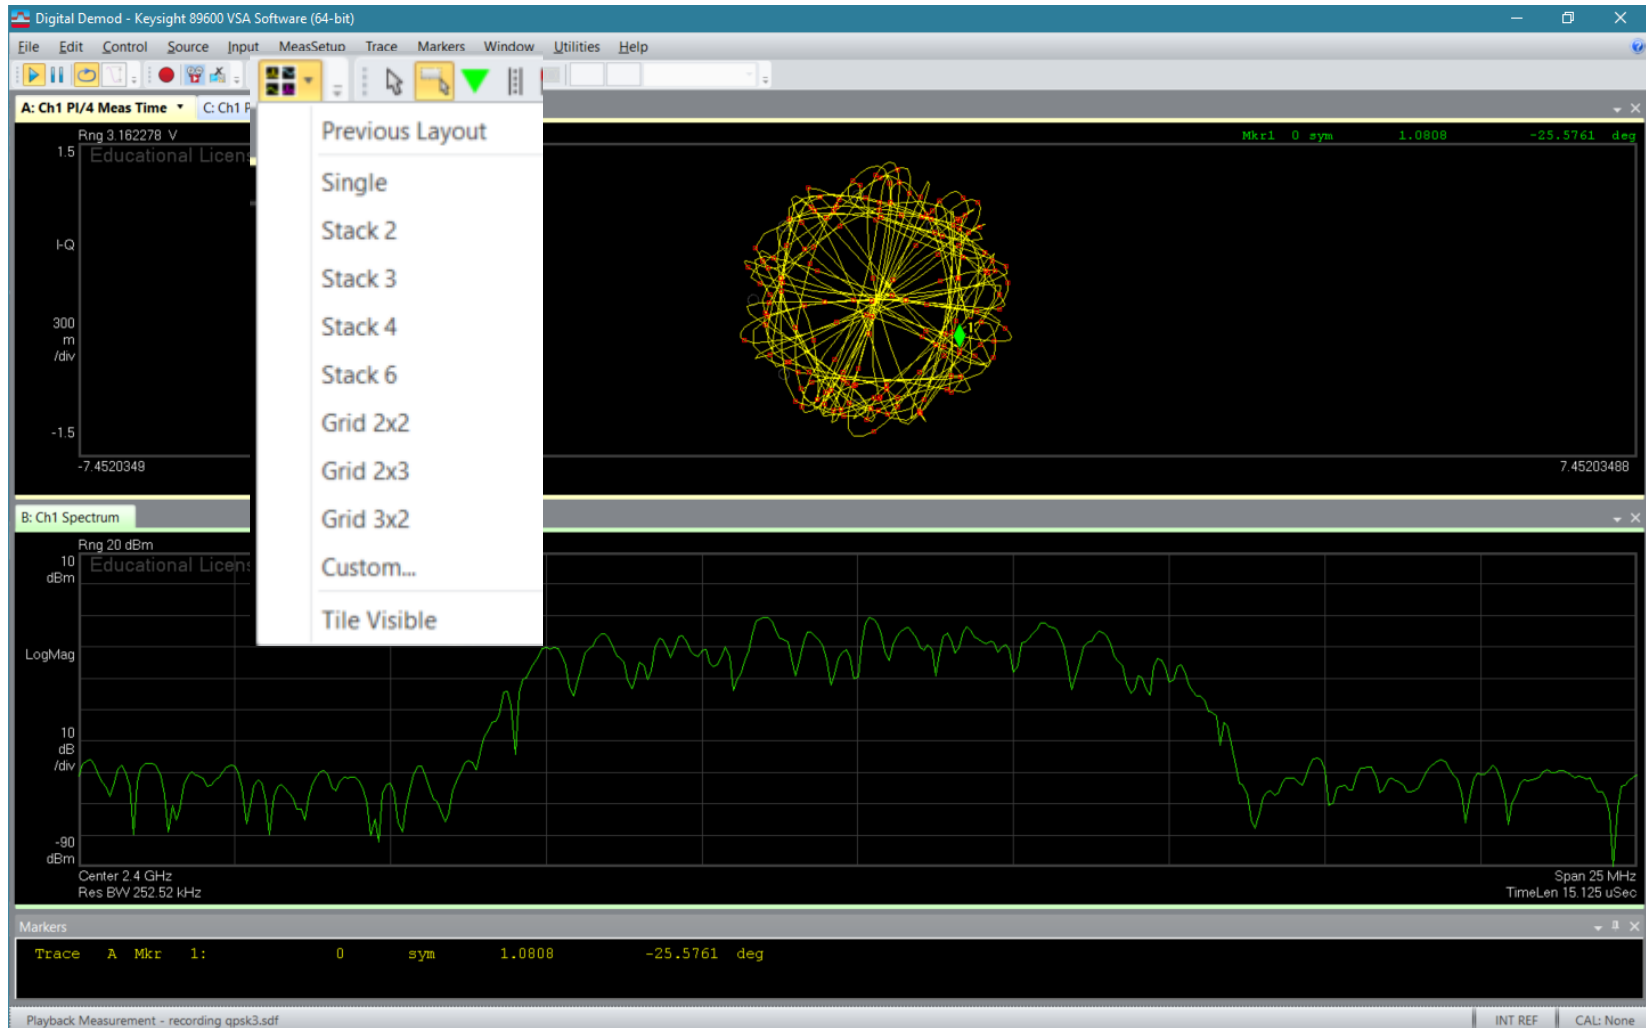 Digital Demod - Keysight 89600 VSA Software (64-bit)
File Edit Control Source Input MeasSetup Trace Markers Window Utilities Help
A: Ch1 PI/4 Meas Time C: Ch1
Rng 3.162278 V
Mkr1 0 sym 1.0808 -25.5761 deg
1.5
Educational Licen
I-Q
300
m
/div
-1.5
-7.4520349
7.45203488
Previous Layout
Single
Stack 2
Stack 3
Stack 4
Stack 6
Grid 2x2
Grid 2x3
Grid 3x2
Custom...
Tile Visible
1
B: Ch1 Spectrum
Rng 20 dBm
10
dBm
Educational Licen
LogMag
10
dB
/div
-90
dBm
Center 2.4 GHz
Span 25 MHz
Res BW 252.52 kHz
TimeLen 15.125 uSec
Markers
Trace A Mkr 1: 0 sym 1.0808 -25.5761 deg
Playback Measurement - recording qpsk3.sdf
INT REF CAL: None